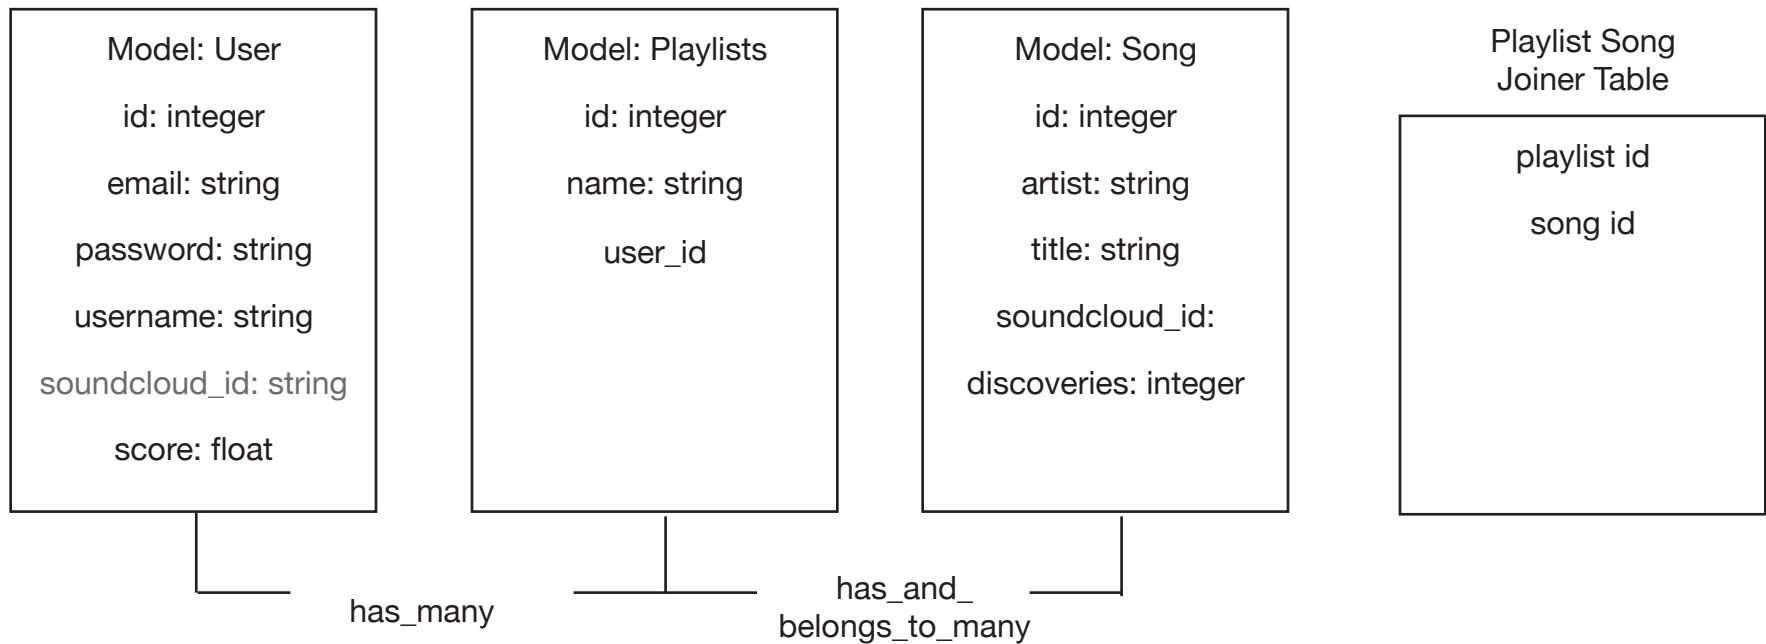 Model: User
id: integer
email: string
password: string
username: string
soundcloud_id: string
score: float
Model: Playlists
id: integer
name: string
user_id
Model: Song
id: integer
artist: string
title: string
soundcloud_id:
discoveries: integer
Playlist Song
Joiner Table
playlist id
song id
has_many
has_and_
belongs_to_many